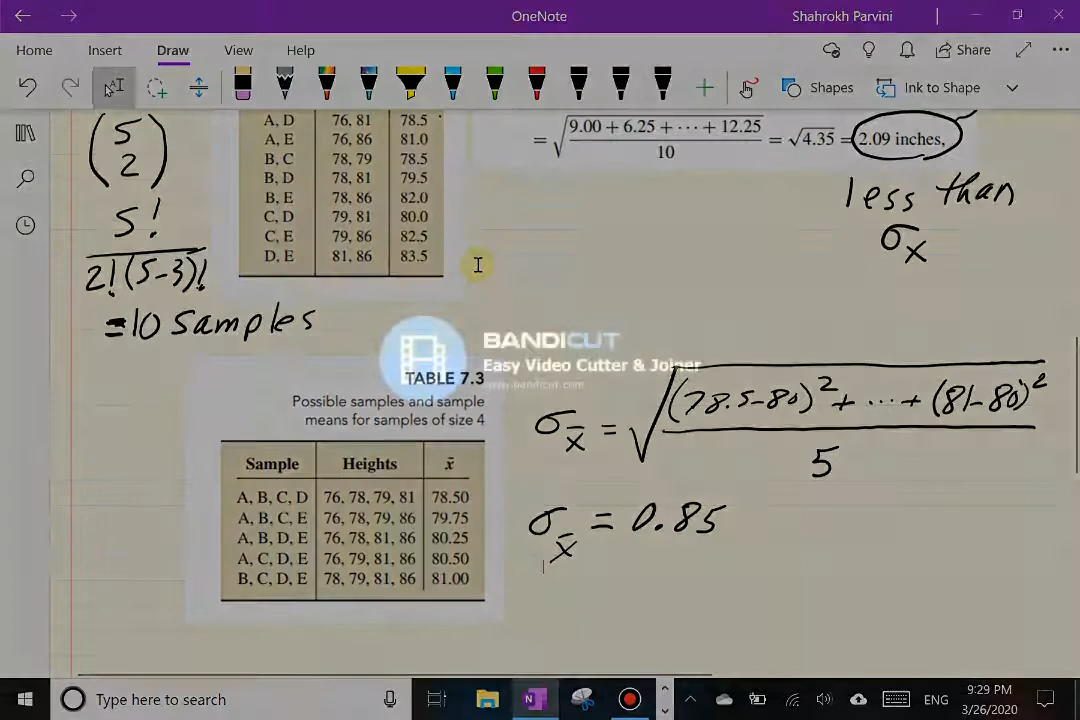 OneNote
Shahrokh Parvini
Home Insert Draw View Help
Share
Shapes
Ink to Shape
(5 2)
5!
2!(5-3)!
=10 samples
A, D 76, 81 78.5
A, E 76, 86 81.0
B, C 78, 79 78.5
B, D 78, 81 79.5
B, E 78, 86 82.0
C, D 79, 81 80.0
C, E 79, 86 82.5
D, E 81, 86 83.5
= √(9.00 + 6.25 + ··· + 12.25 / 10) = √4.35 = 2.09 inches,
less than
σx
BANDICUT
Easy Video Cutter & Joiner
www.bandicut.com
TABLE 7.3
Possible samples and sample
means for samples of size 4
Sample Heights x̄
A, B, C, D 76, 78, 79, 81 78.50
A, B, C, E 76, 78, 79, 86 79.75
A, B, D, E 76, 78, 81, 86 80.25
A, C, D, E 76, 79, 81, 86 80.50
B, C, D, E 78, 79, 81, 86 81.00
σx̄ = √((78.5-80)² + ··· + (81-80)² / 5)
σx̄ = 0.85
Type here to search
ENG
9:29 PM
3/26/2020